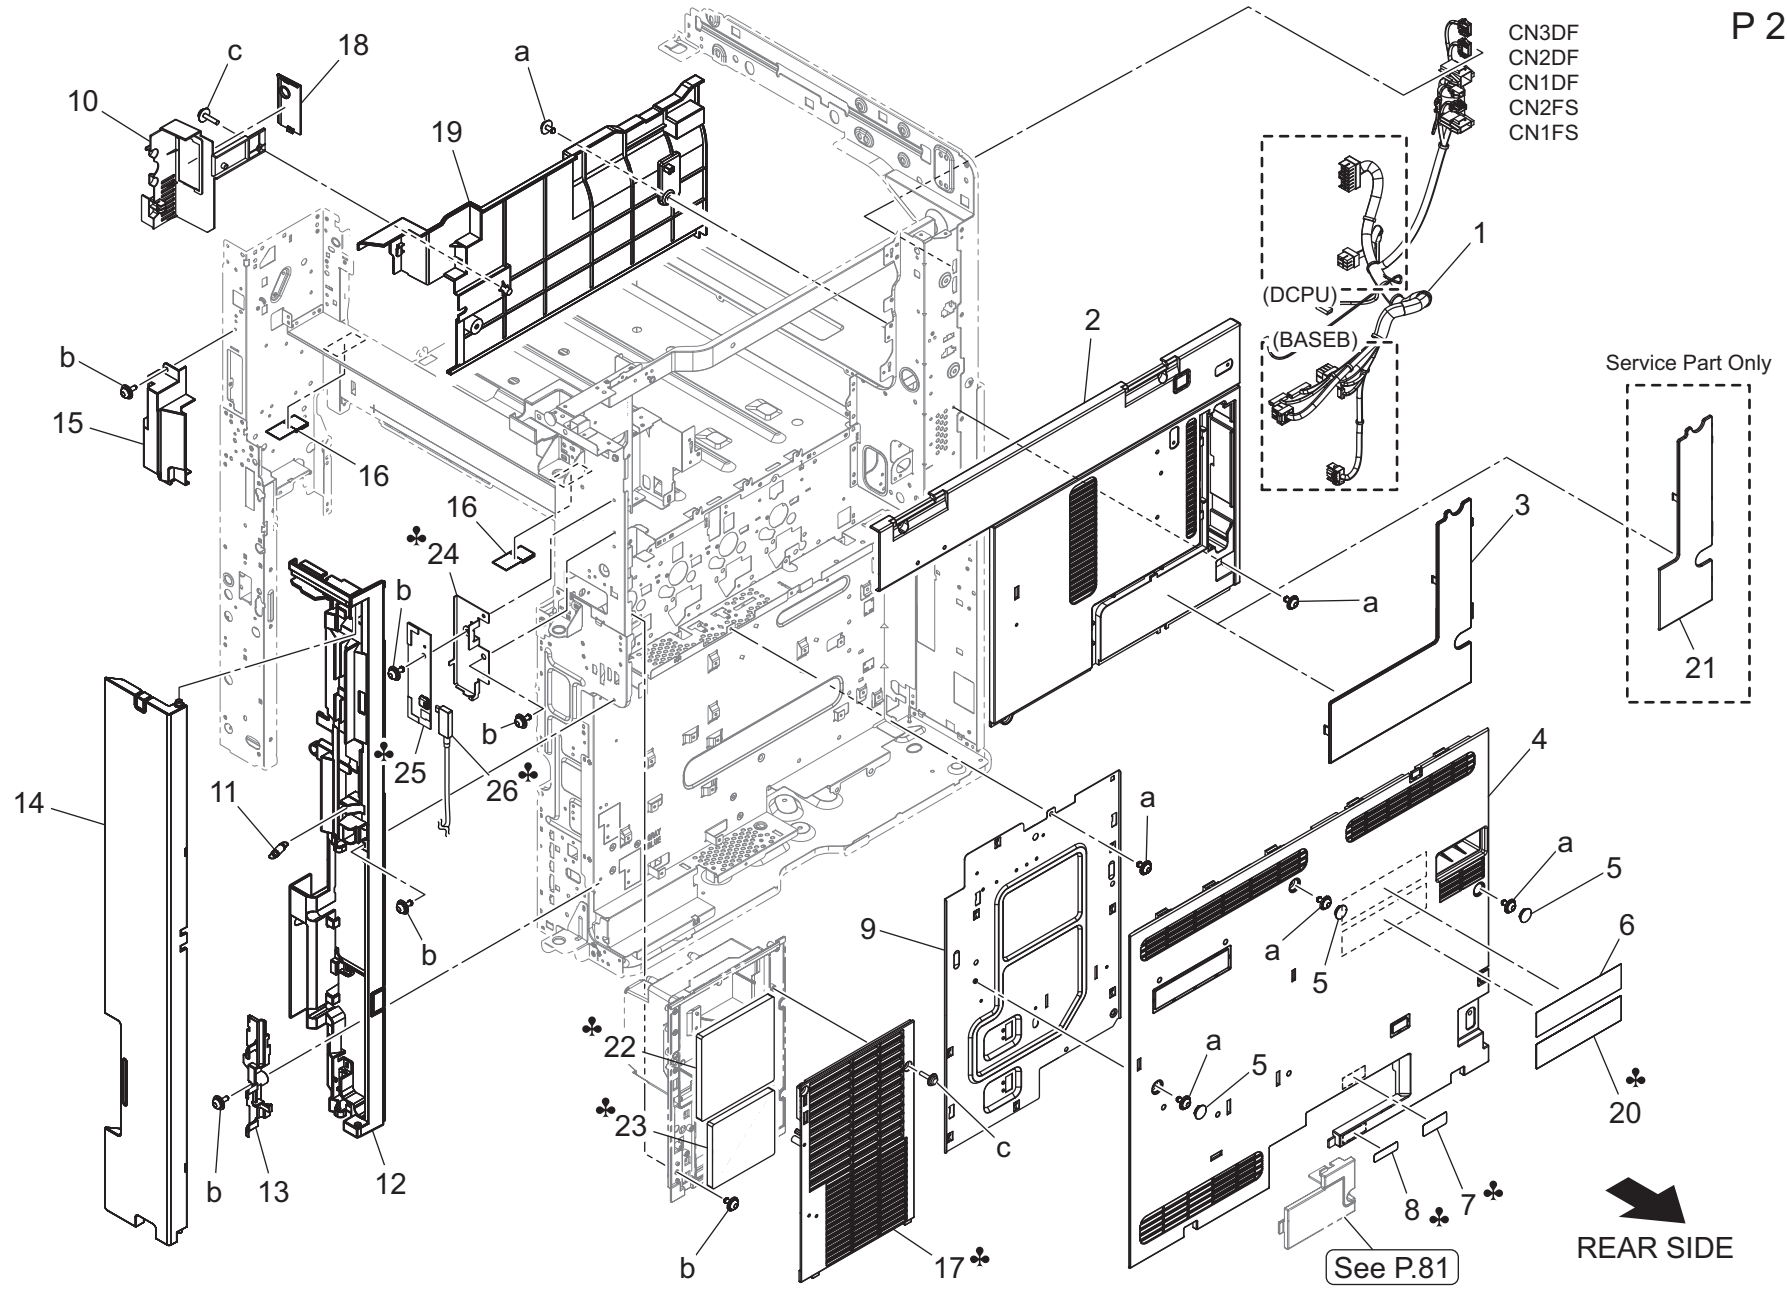 P 2
CN3DF
CN2DF
CN1DF
CN2FS
CN1FS
c
18
a
10
19
1
(DCPU)
2
(BASEB)
Service Part Only
b
15
16
16
♣
24
3
b
a
21
b
♣
25
26♣
4
14
11
a
a
5
9
b
a
5
6
♣
22
a
5
♣
20
♣
23
c
b
13
12
8♣
7♣
b
17♣
See P.81
REAR SIDE